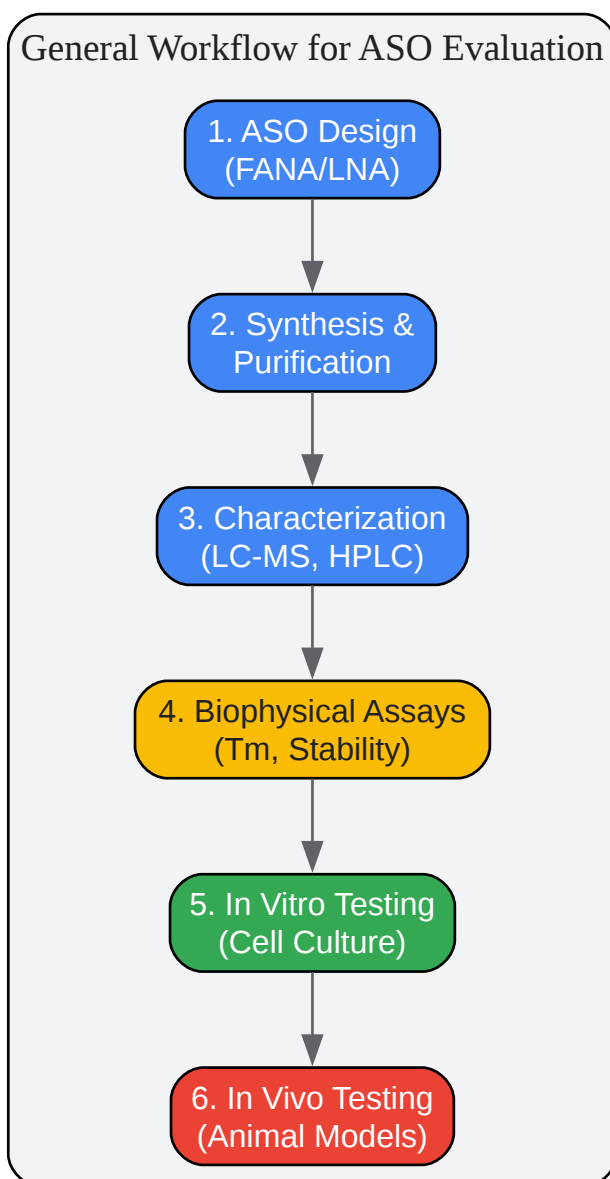 General Workflow for ASO Evaluation
1. ASO Design
(FANA/LNA)
2. Synthesis &
Purification
3. Characterization
(LC-MS, HPLC)
4. Biophysical Assays
(Tm, Stability)
5. In Vitro Testing
(Cell Culture)
6. In Vivo Testing
(Animal Models)